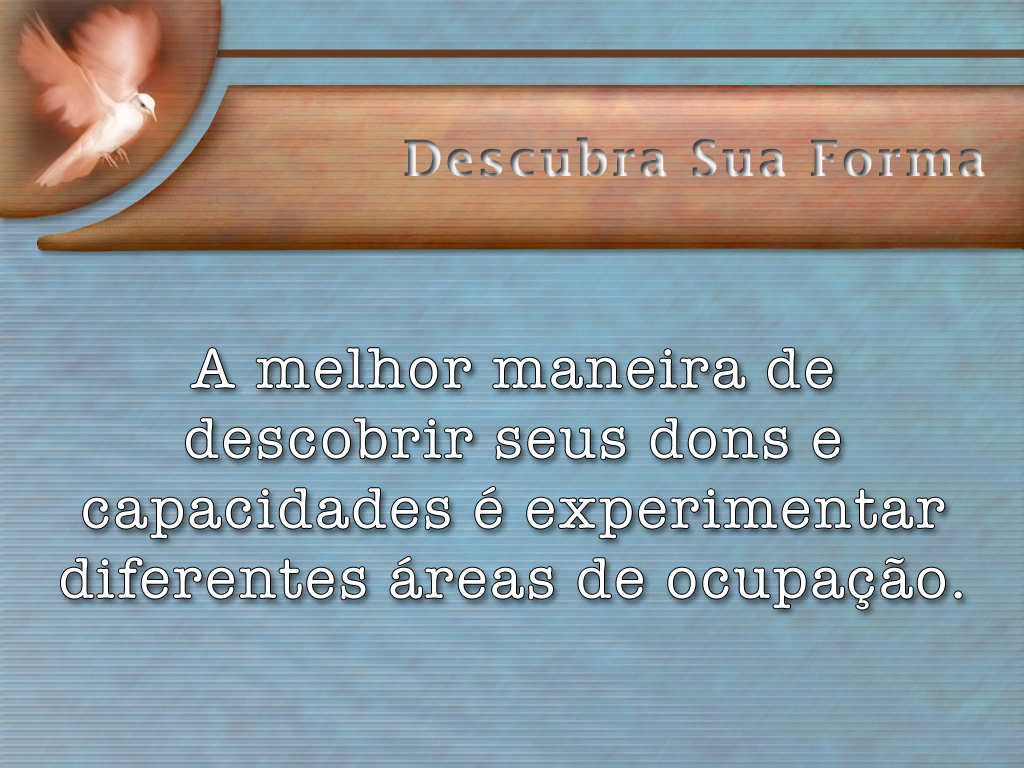 Descubra Sua Forma
A melhor maneira de
descobrir seus dons e
capacidades é experimentar
diferentes áreas de ocupação.